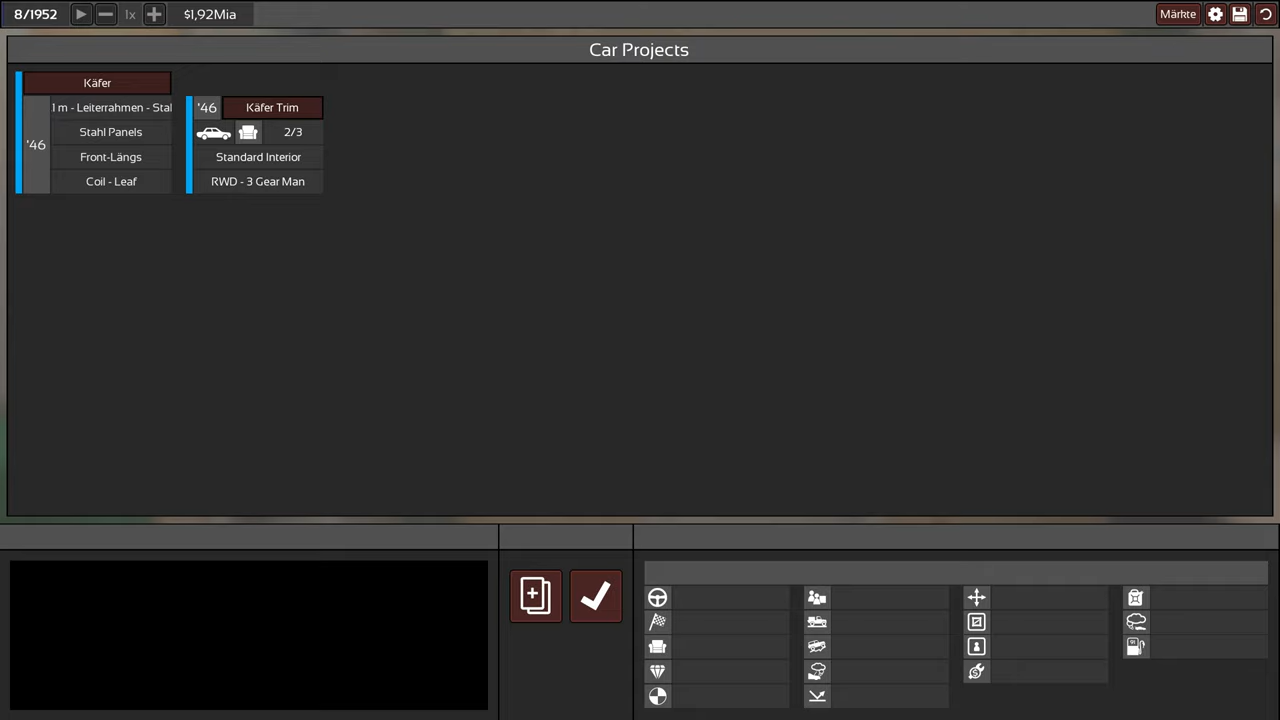 8/1952
1x
$1,92Mia
Märkte
Car Projects
Käfer
1 m - Leiterrahmen - Stal
'46
Stahl Panels
Front-Längs
Coil - Leaf
'46
Käfer Trim
2/3
Standard Interior
RWD - 3 Gear Man